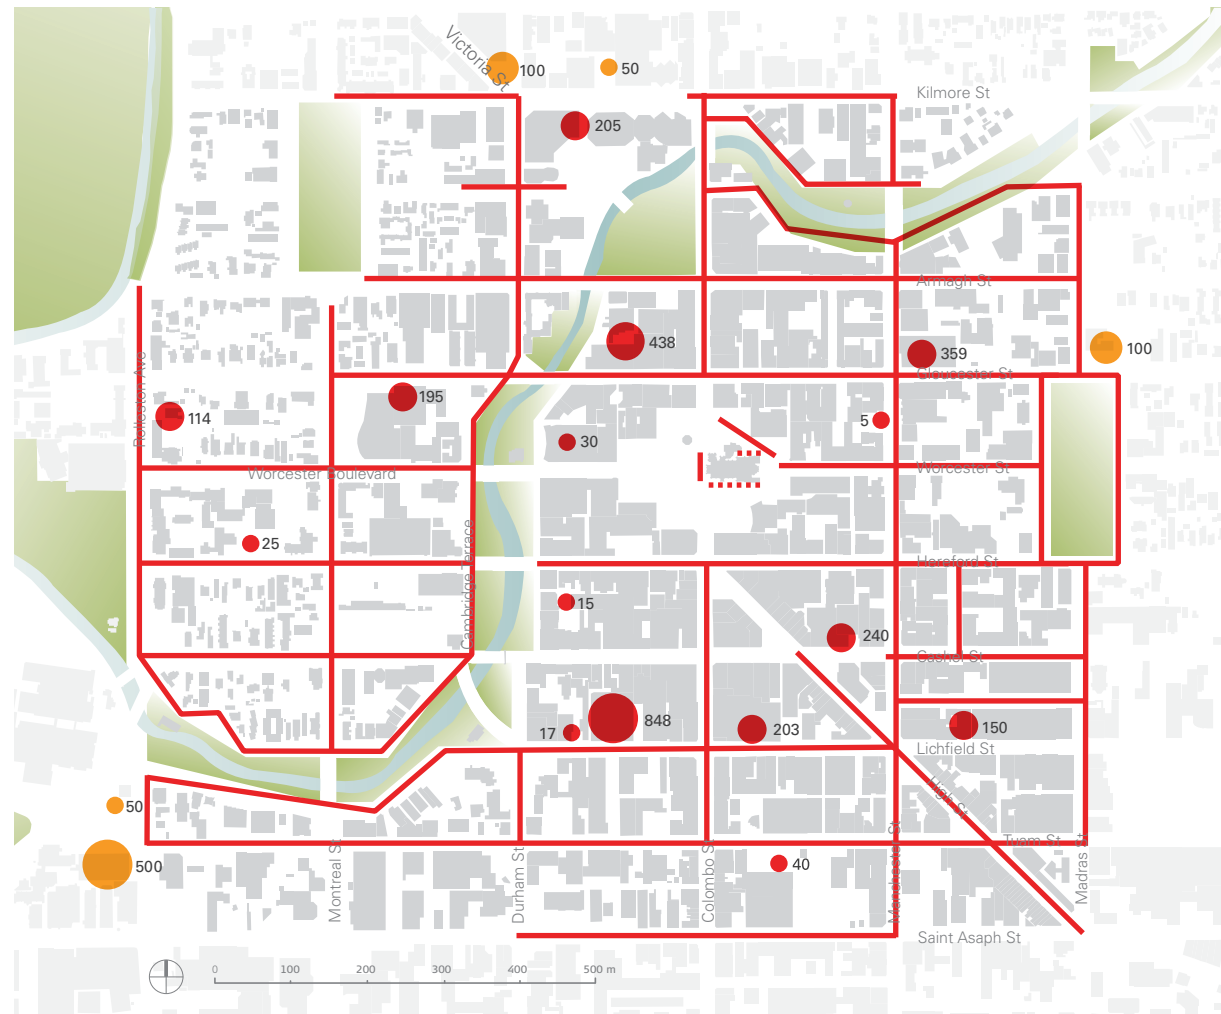 Victoria St
100
50
Kilmore St
205
Armagh St
438
359
100
Gloucester St
Rolleston Ave
195
114
5
30
Worcester St
Worcester Boulevard
25
Cambridge Terrace
Hereford St
15
240
Cashel St
17
848
203
150
Lichfield St
High St
50
500
Montreal St
Durham St
Colombo St
40
Manchester St
Tuam St
Madras St
Saint Asaph St
0 100 200 300 400 500 m